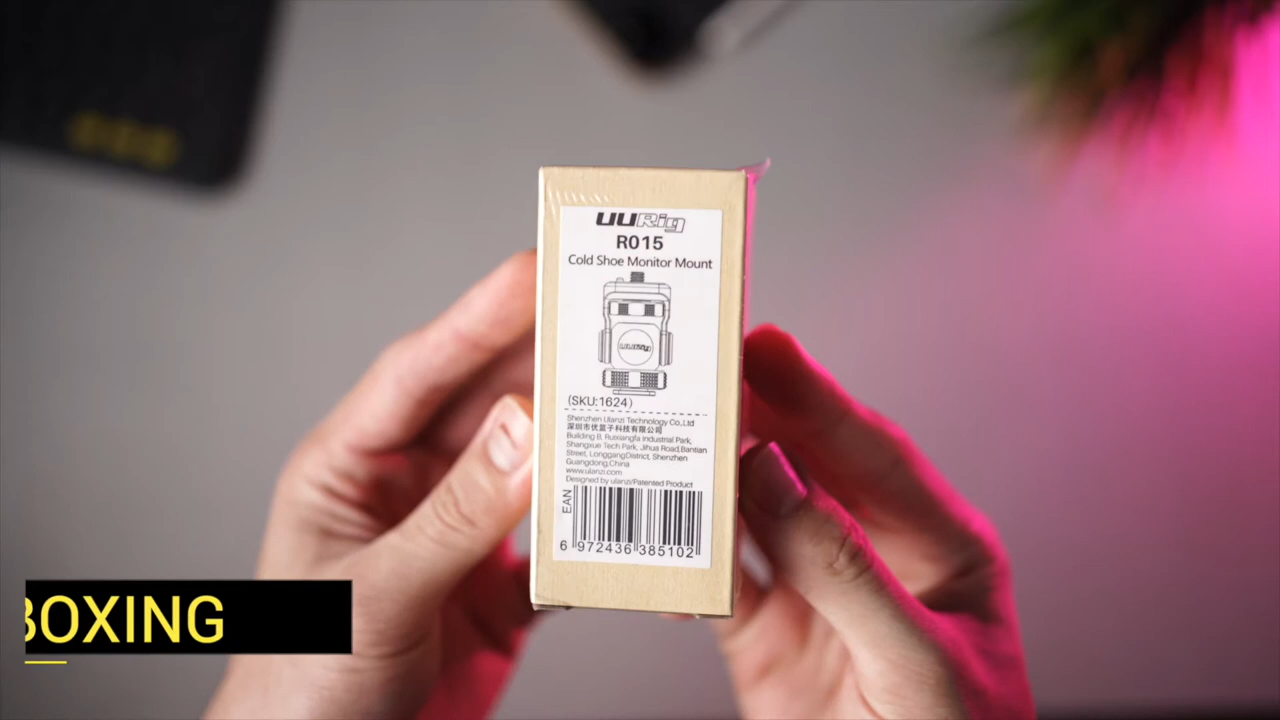 UURig
R015
Cold Shoe Monitor Mount
UURig
(SKU:1624)
Shenzhen Ulanzi Technology Co.,Ltd
深圳市优篮子科技有限公司
Building B, Ruixiangfa Industrial Park,
Shangxue Tech Park, Jihua Road,Bantian
Street, LonggangDistrict, Shenzhen
Guangdong,China
www.ulanzi.com
Designed by ulanzi/Patented Product
EAN
6 972436 385102
BOXING